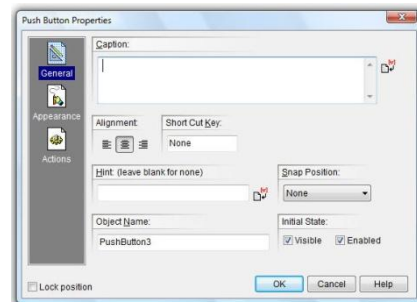 Push Button Properties
Caption:
General
Appearance
Actions
Alignment:
Short Cut Key:
None
Hint: (leave blank for none)
Snap Position:
None
Object Name:
PushButton3
Initial State:
Visible
Enabled
Lock position
OK
Cancel
Help